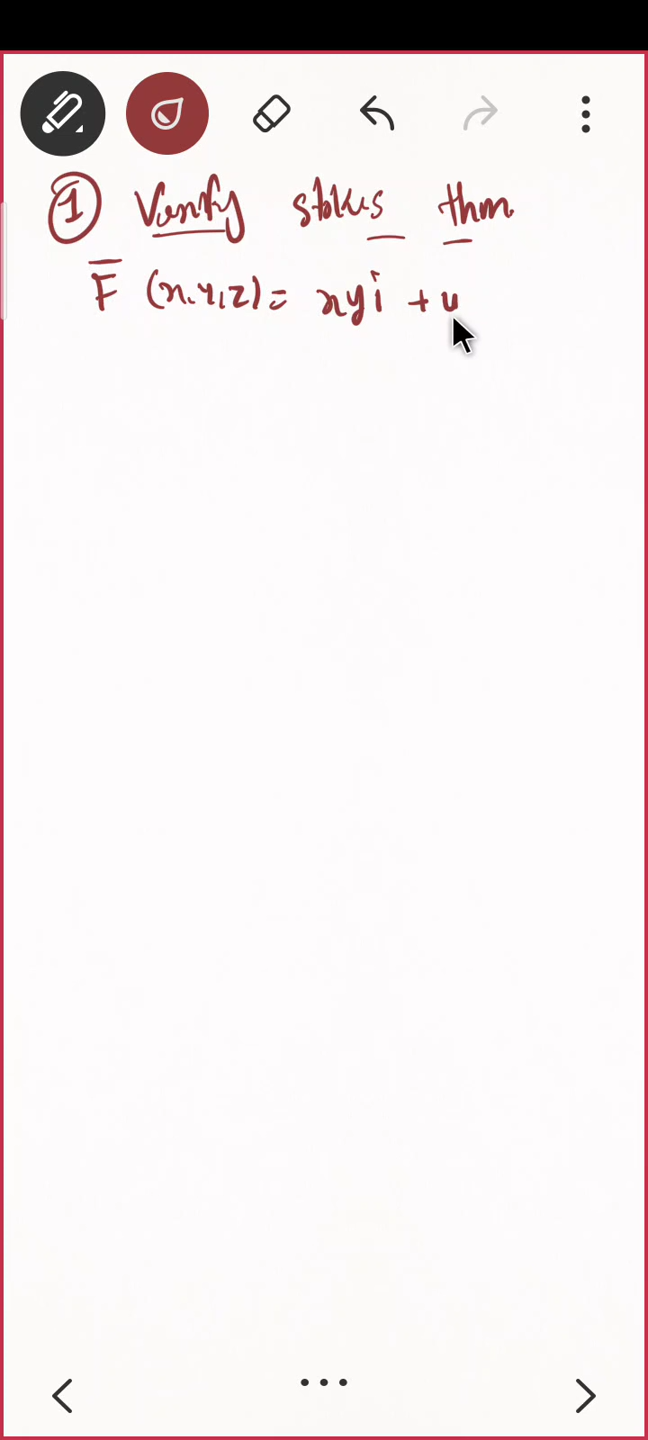 ① Verify stokes thm.
F̅ (x,y,z) = xyi + y